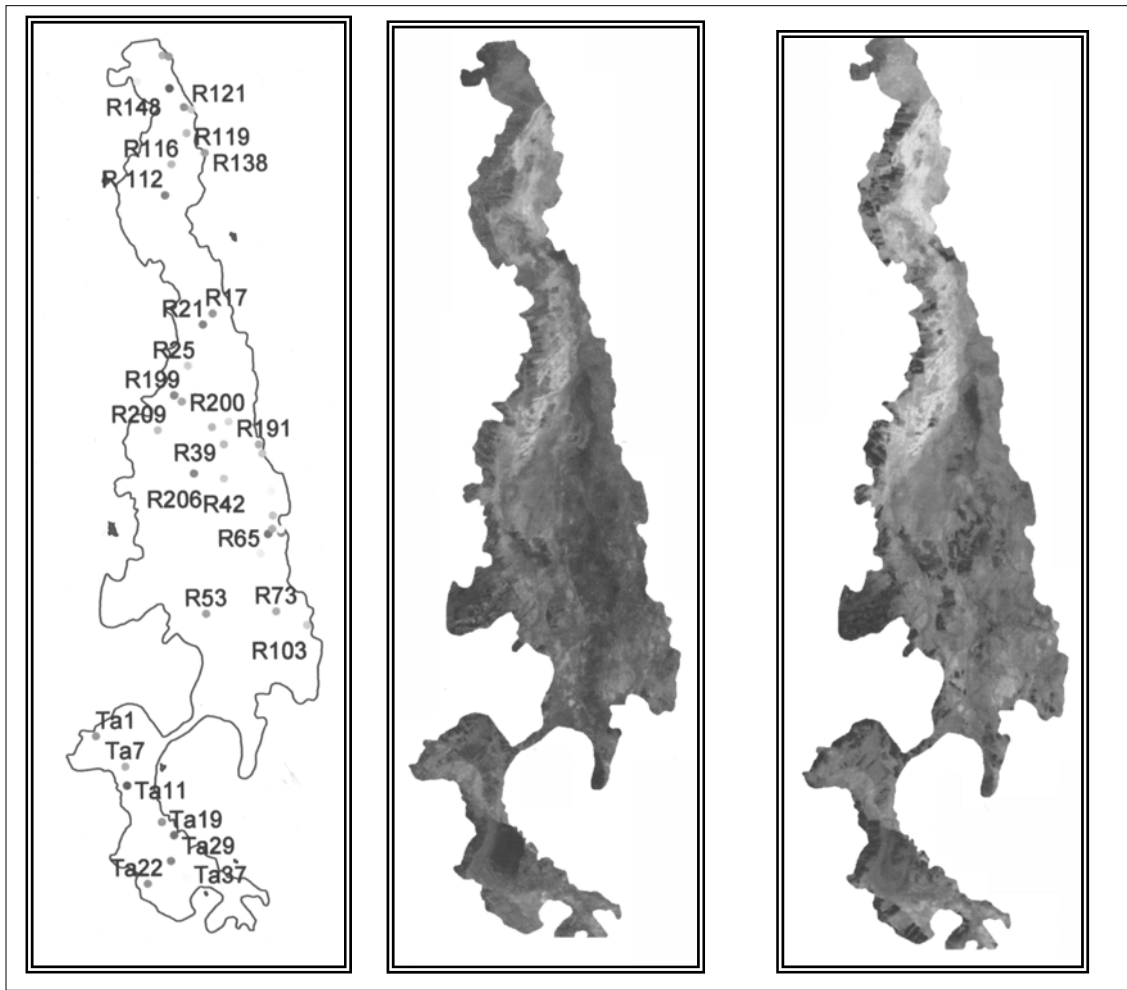 R121
R148
R119
R116
R138
R 112
R17
R21
R25
R199
R200
R209
R191
R39
R206
R42
R65
R53
R73
R103
Ta1
Ta7
Ta11
Ta19
Ta29
Ta22
Ta37